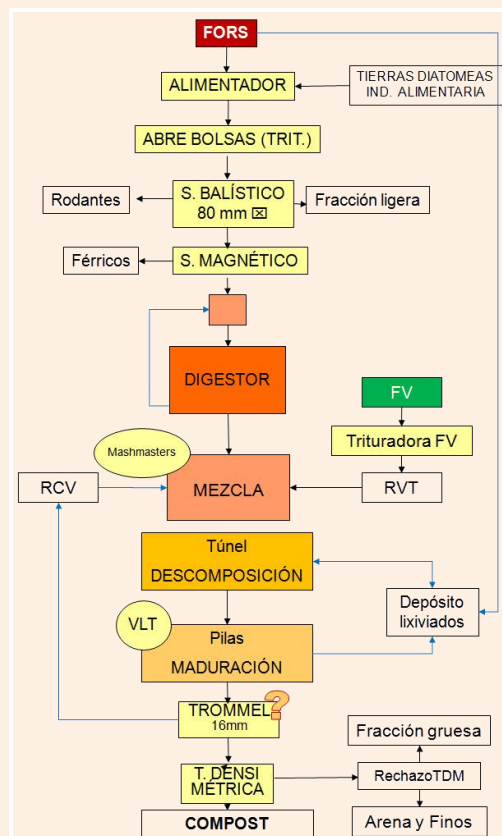 FORS
ALIMENTADOR
TIERRAS DIATOMEAS
IND. ALIMENTARIA
ABRE BOLSAS (TRIT.)
Rodantes
S. BALÍSTICO
80 mm ☒
Fracción ligera
Férricos
S. MAGNÉTICO
DIGESTOR
FV
Trituradora FV
Mashmasters
RCV
MEZCLA
RVT
Túnel
DESCOMPOSICIÓN
Depósito
lixiviados
VLT
Pilas
MADURACIÓN
TROMMEL
?
16mm
Fracción gruesa
T. DENSI
MÉTRICA
RechazoTDM
COMPOST
Arena y Finos